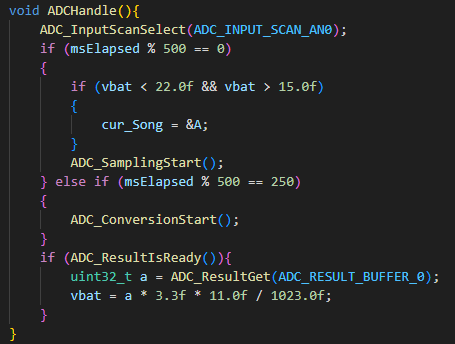 void ADCHandle(){
    ADC_InputScanSelect(ADC_INPUT_SCAN_AN0);
    if (msElapsed % 500 == 0)
    {
        if (vbat < 22.0f && vbat > 15.0f)
        {
            cur_Song = &A;
        }
        ADC_SamplingStart();
    } else if (msElapsed % 500 == 250)
    {
        ADC_ConversionStart();
    }
    if (ADC_ResultIsReady()){
        uint32_t a = ADC_ResultGet(ADC_RESULT_BUFFER_0);
        vbat = a * 3.3f * 11.0f / 1023.0f;
    }
}